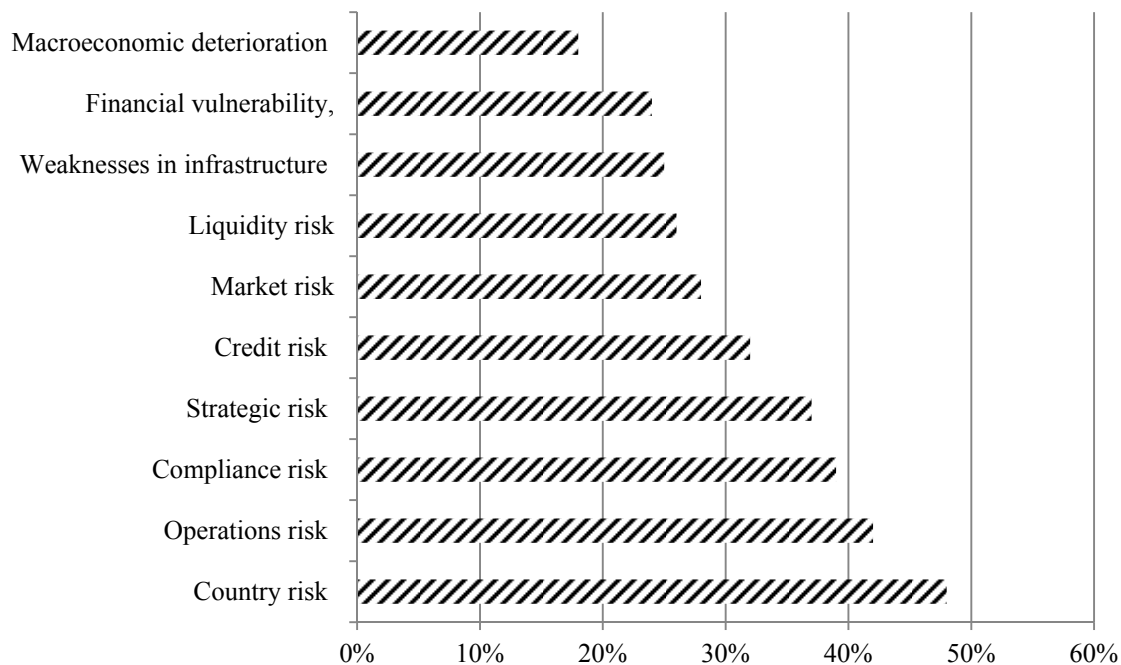 Macroeconomic deterioration
Financial vulnerability,
Weaknesses in infrastructure
Liquidity risk
Market risk
Credit risk
Strategic risk
Compliance risk
Operations risk
Country risk
0% 10% 20% 30% 40% 50% 60%